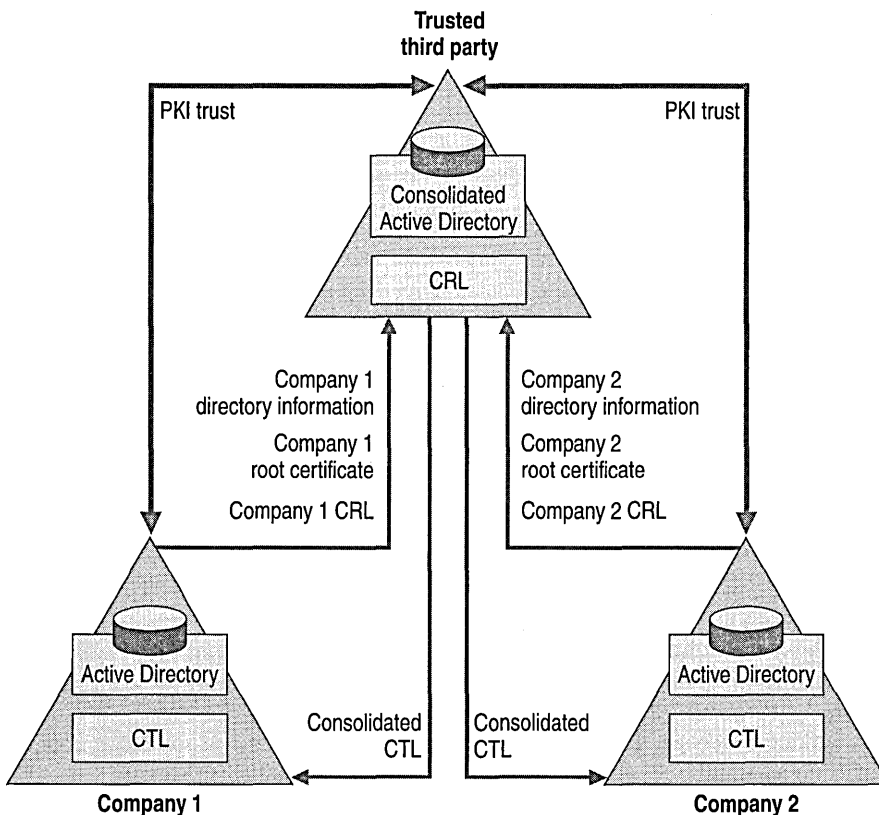 Trusted
third party
PKI trust
PKI trust
Consolidated
Active Directory
CRL
Company 1
directory information
Company 1
root certificate
Company 1 CRL
Company 2
directory information
Company 2
root certificate
Company 2 CRL
Active Directory
CTL
Consolidated
CTL
Consolidated
CTL
Active Directory
CTL
Company 1
Company 2